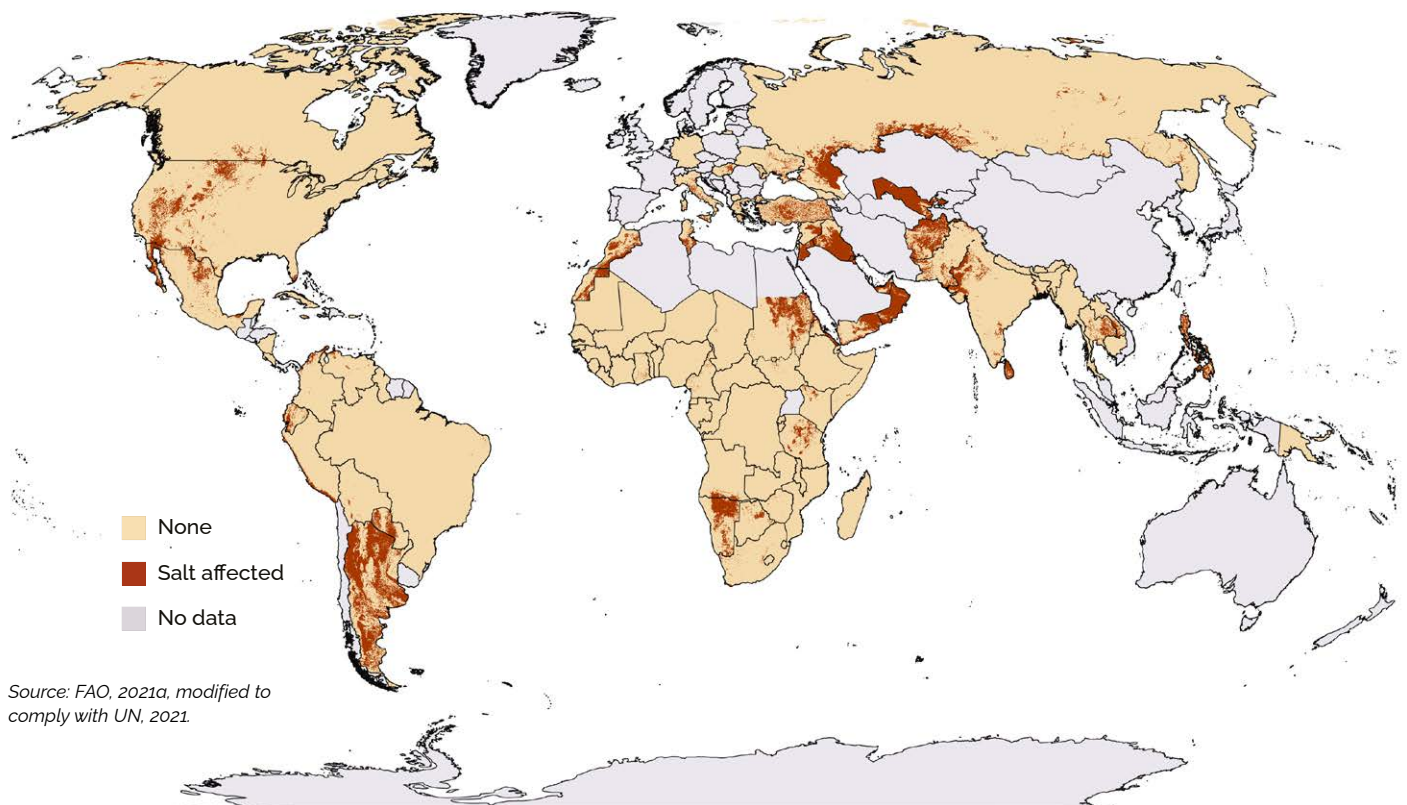 None
Salt affected
No data
Source: FAO, 2021a, modified to
comply with UN, 2021.